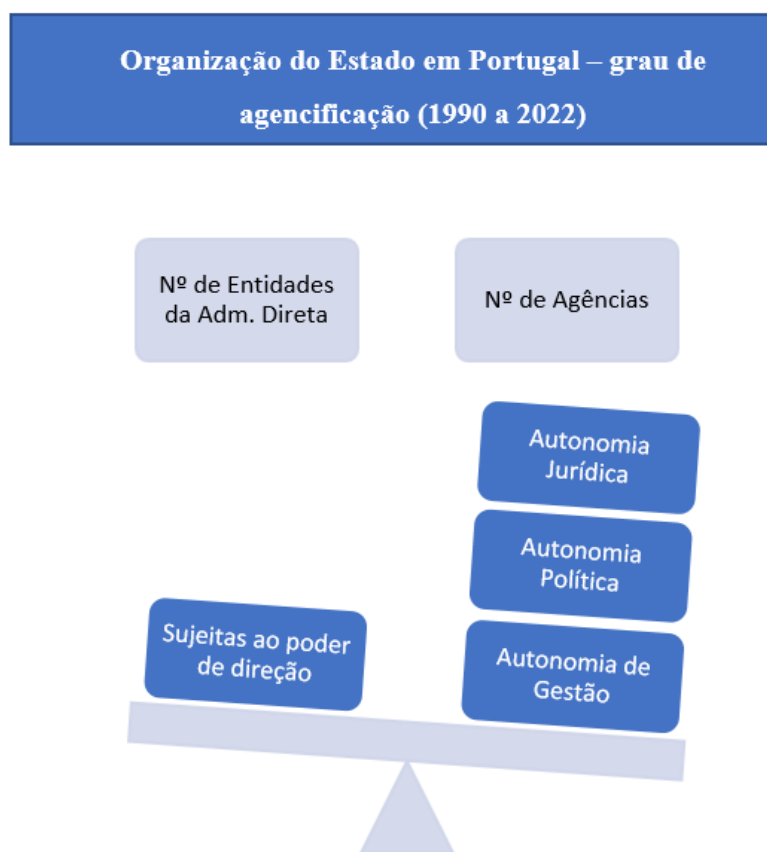 Organização do Estado em Portugal – grau de
agencificação (1990 a 2022)
Nº de Entidades
da Adm. Direta
Nº de Agências
Autonomia
Jurídica
Autonomia
Política
Sujeitas ao poder
de direção
Autonomia de
Gestão